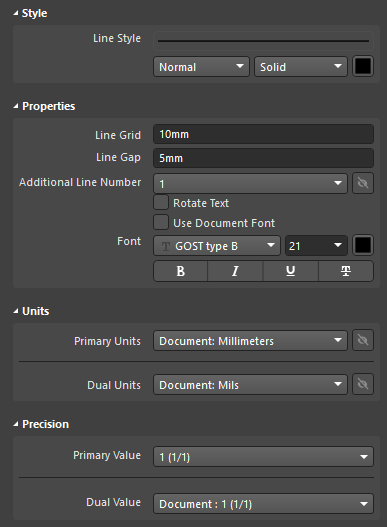 Style
Line Style
Normal Solid
Properties
Line Grid 10mm
Line Gap 5mm
Additional Line Number 1
Rotate Text
Use Document Font
Font T GOST type B 21
B I U T
Units
Primary Units Document: Millimeters
Dual Units Document: Mils
Precision
Primary Value 1 (1/1)
Dual Value Document : 1 (1/1)